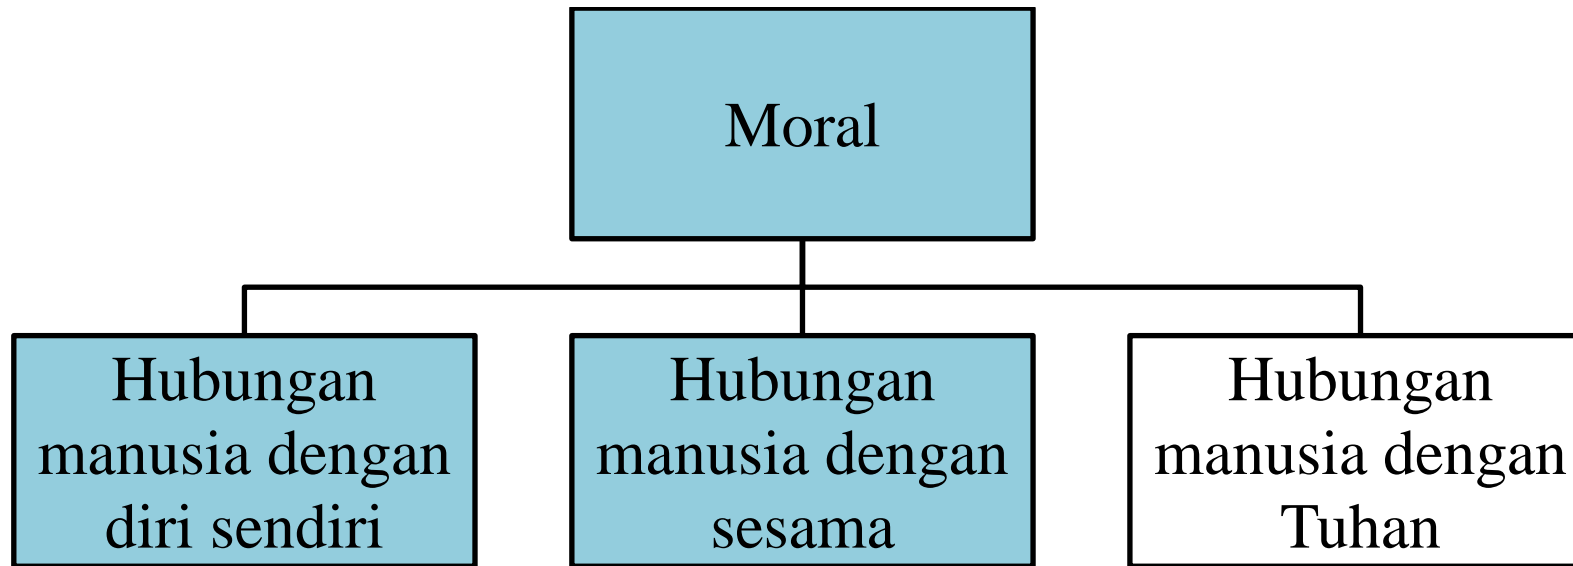 Moral
Hubungan
manusia dengan
diri sendiri
Hubungan
manusia dengan
sesama
Hubungan
manusia dengan
Tuhan